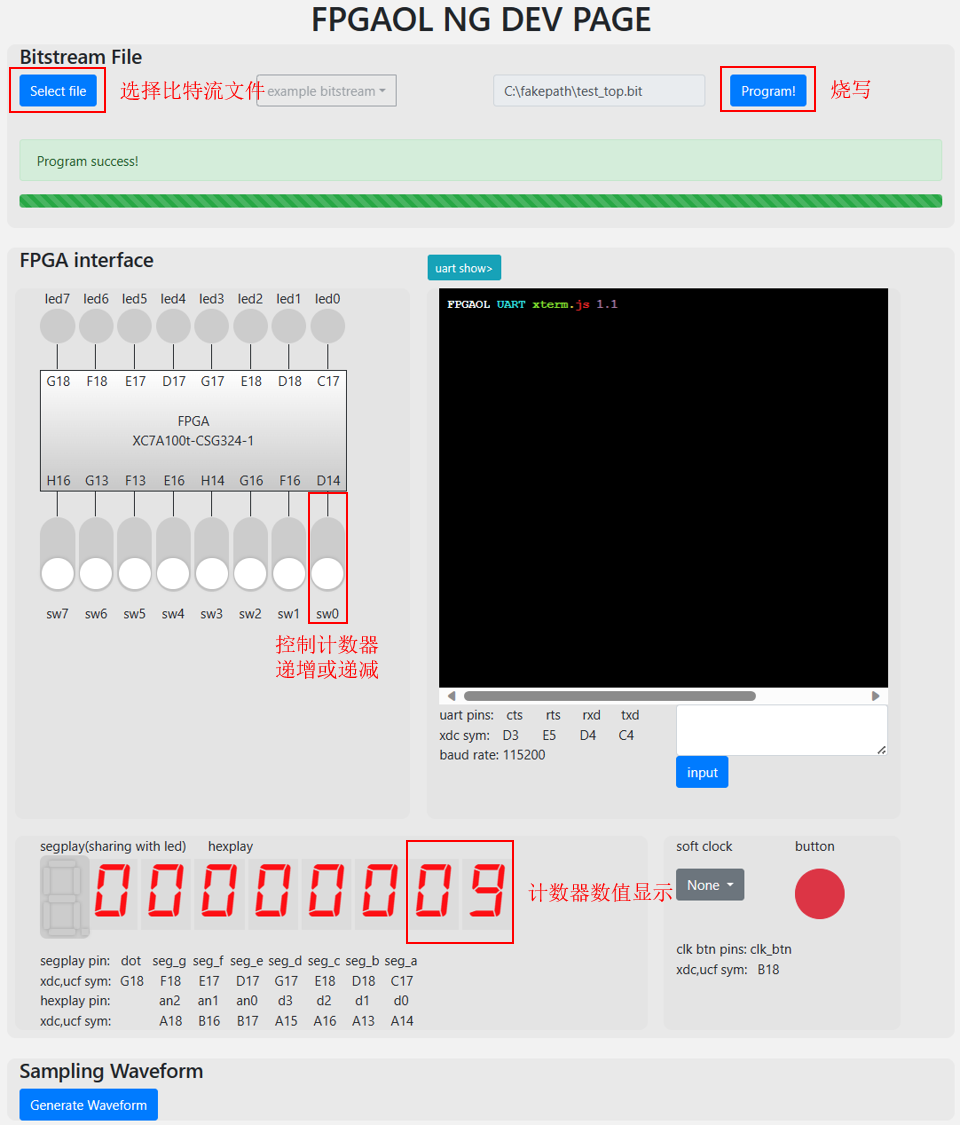 FPGAOL NG DEV PAGE
Bitstream File
Select file 选择比特流文件 example bitstream C:\fakepath\test_top.bit Program! 烧写
Program success!
FPGA interface
uart show>
led7 led6 led5 led4 led3 led2 led1 led0
G18 F18 E17 D17 G17 E18 D18 C17
FPGA
XC7A100t-CSG324-1
H16 G13 F13 E16 H14 G16 F16 D14
sw7 sw6 sw5 sw4 sw3 sw2 sw1 sw0
控制计数器
递增或递减
FPGAOL UART xterm.js 1.1
uart pins: cts rts rxd txd
xdc sym: D3 E5 D4 C4
baud rate: 115200
input
segplay(sharing with led) hexplay
00000009
计数器数值显示
segplay pin: dot seg_g seg_f seg_e seg_d seg_c seg_b seg_a
xdc,ucf sym: G18 F18 E17 D17 G17 E18 D18 C17
hexplay pin: an2 an1 an0 d3 d2 d1 d0
xdc,ucf sym: A18 B16 B17 A15 A16 A13 A14
soft clock button
None
clk btn pins: clk_btn
xdc,ucf sym: B18
Sampling Waveform
Generate Waveform